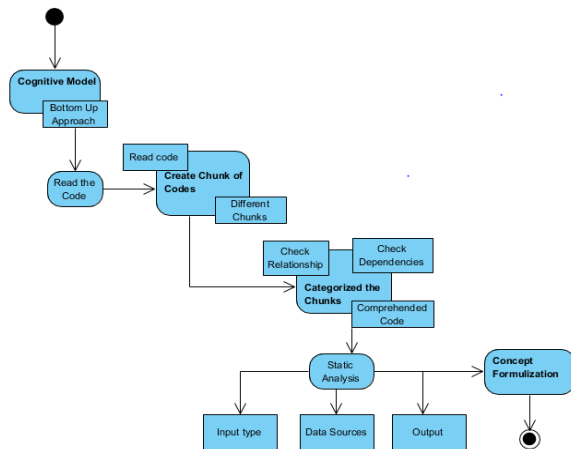 Cognitive Model
Bottom Up
Approach
Read the
Code
Read code
Create Chunk of
Codes
Different
Chunks
Check
Relationship
Check
Dependencies
Categorized the
Chunks
Comprehended
Code
Static
Analysis
Concept
Formulization
Input type
Data Sources
Output